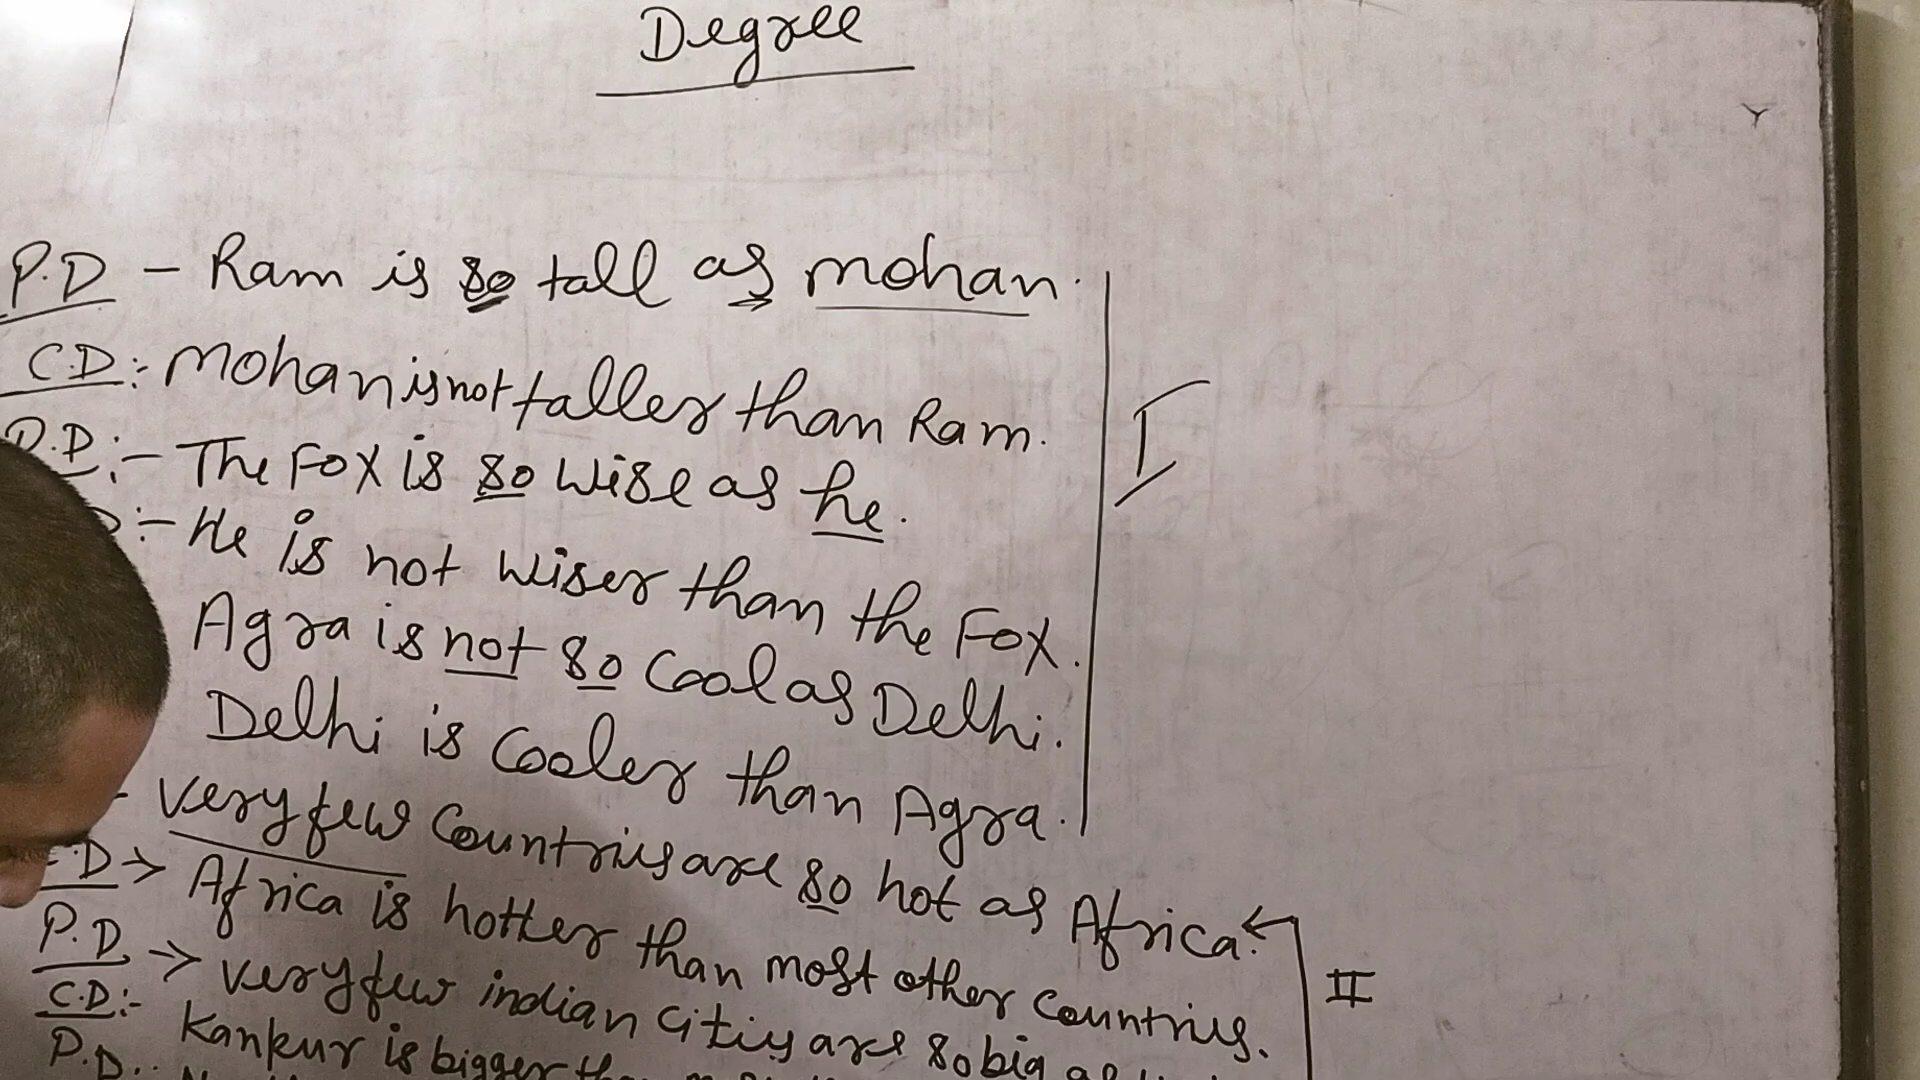 Degree
P.D - Ram is so tall as mohan.
C.D:- Mohan is not taller than Ram.
P.D:- The Fox is so wise as he.
:- He is not wiser than the Fox.
Agra is not so cool as Delhi.
Delhi is cooler than Agra.
I
- very few countries are so hot as Africa.
C.D → Africa is hotter than most other countries.
P.D → very few indian cities are so big as
II
C.D:- Kankur is bigger
P.D..